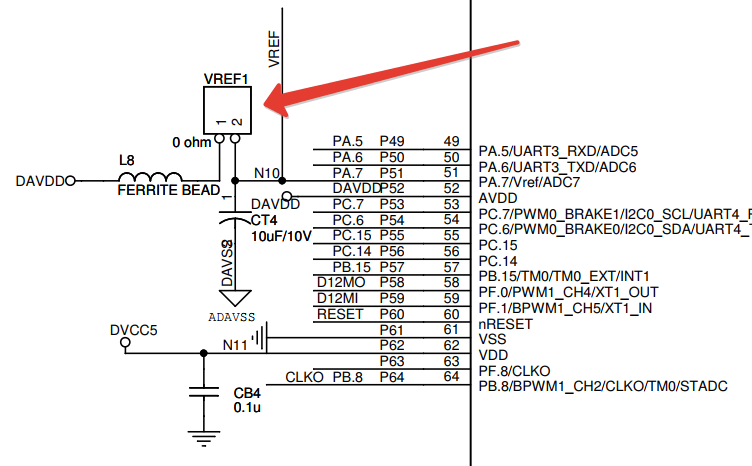 VREF
VREF1
1 2
0 ohm
L8
DAVDD
FERRITE BEAD
N10
PA.5 P49 49 PA.5/UART3_RXD/ADC5
PA.6 P50 50 PA.6/UART3_TXD/ADC6
PA.7 P51 51 PA.7/Vref/ADC7
DAVDD P52 52 AVDD
PC.7 P53 53 PC.7/PWM0_BRAKE1/I2C0_SCL/UART4_
PC.6 P54 54 PC.6/PWM0_BRAKE0/I2C0_SDA/UART4_
PC.15 P55 55 PC.15
PC.14 P56 56 PC.14
PB.15 P57 57 PB.15/TM0/TM0_EXT/INT1
D12MO P58 58 PF.0/PWM1_CH4/XT1_OUT
D12MI P59 59 PF.1/BPWM1_CH5/XT1_IN
RESET P60 60 nRESET
P61 61 VSS
P62 62 VDD
P63 63 PF.8/CLKO
CLKO PB.8 P64 64 PB.8/BPWM1_CH2/CLKO/TM0/STADC
1
DAVDD
CT4
10uF/10V
ADAVSS
DVCC5
N11
CB4
0.1u